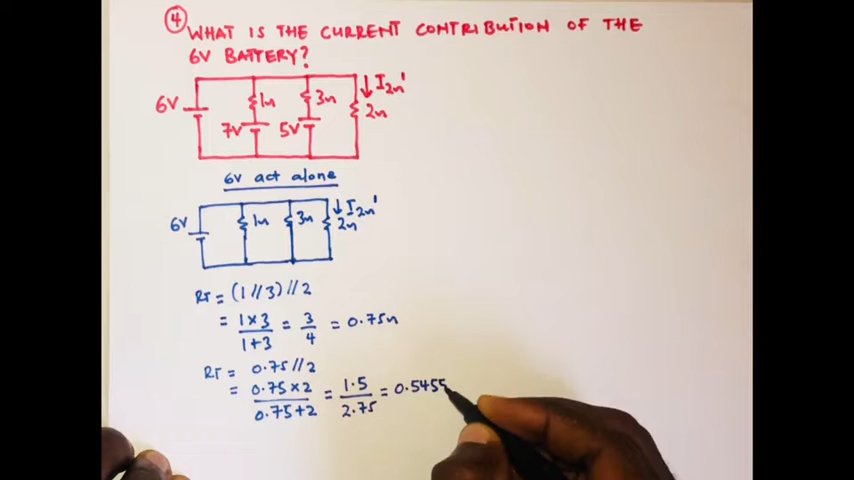 4 WHAT IS THE CURRENT CONTRIBUTION OF THE
6V BATTERY?
6V 1Ω 7V 3Ω 5V I2Ω' 2Ω
6V act alone
6V 1Ω 3Ω I2Ω' 2Ω
RT = (1//3)//2
= 1×3/1+3 = 3/4 = 0.75Ω
RT = 0.75//2
= 0.75×2/0.75+2 = 1.5/2.75 = 0.5455